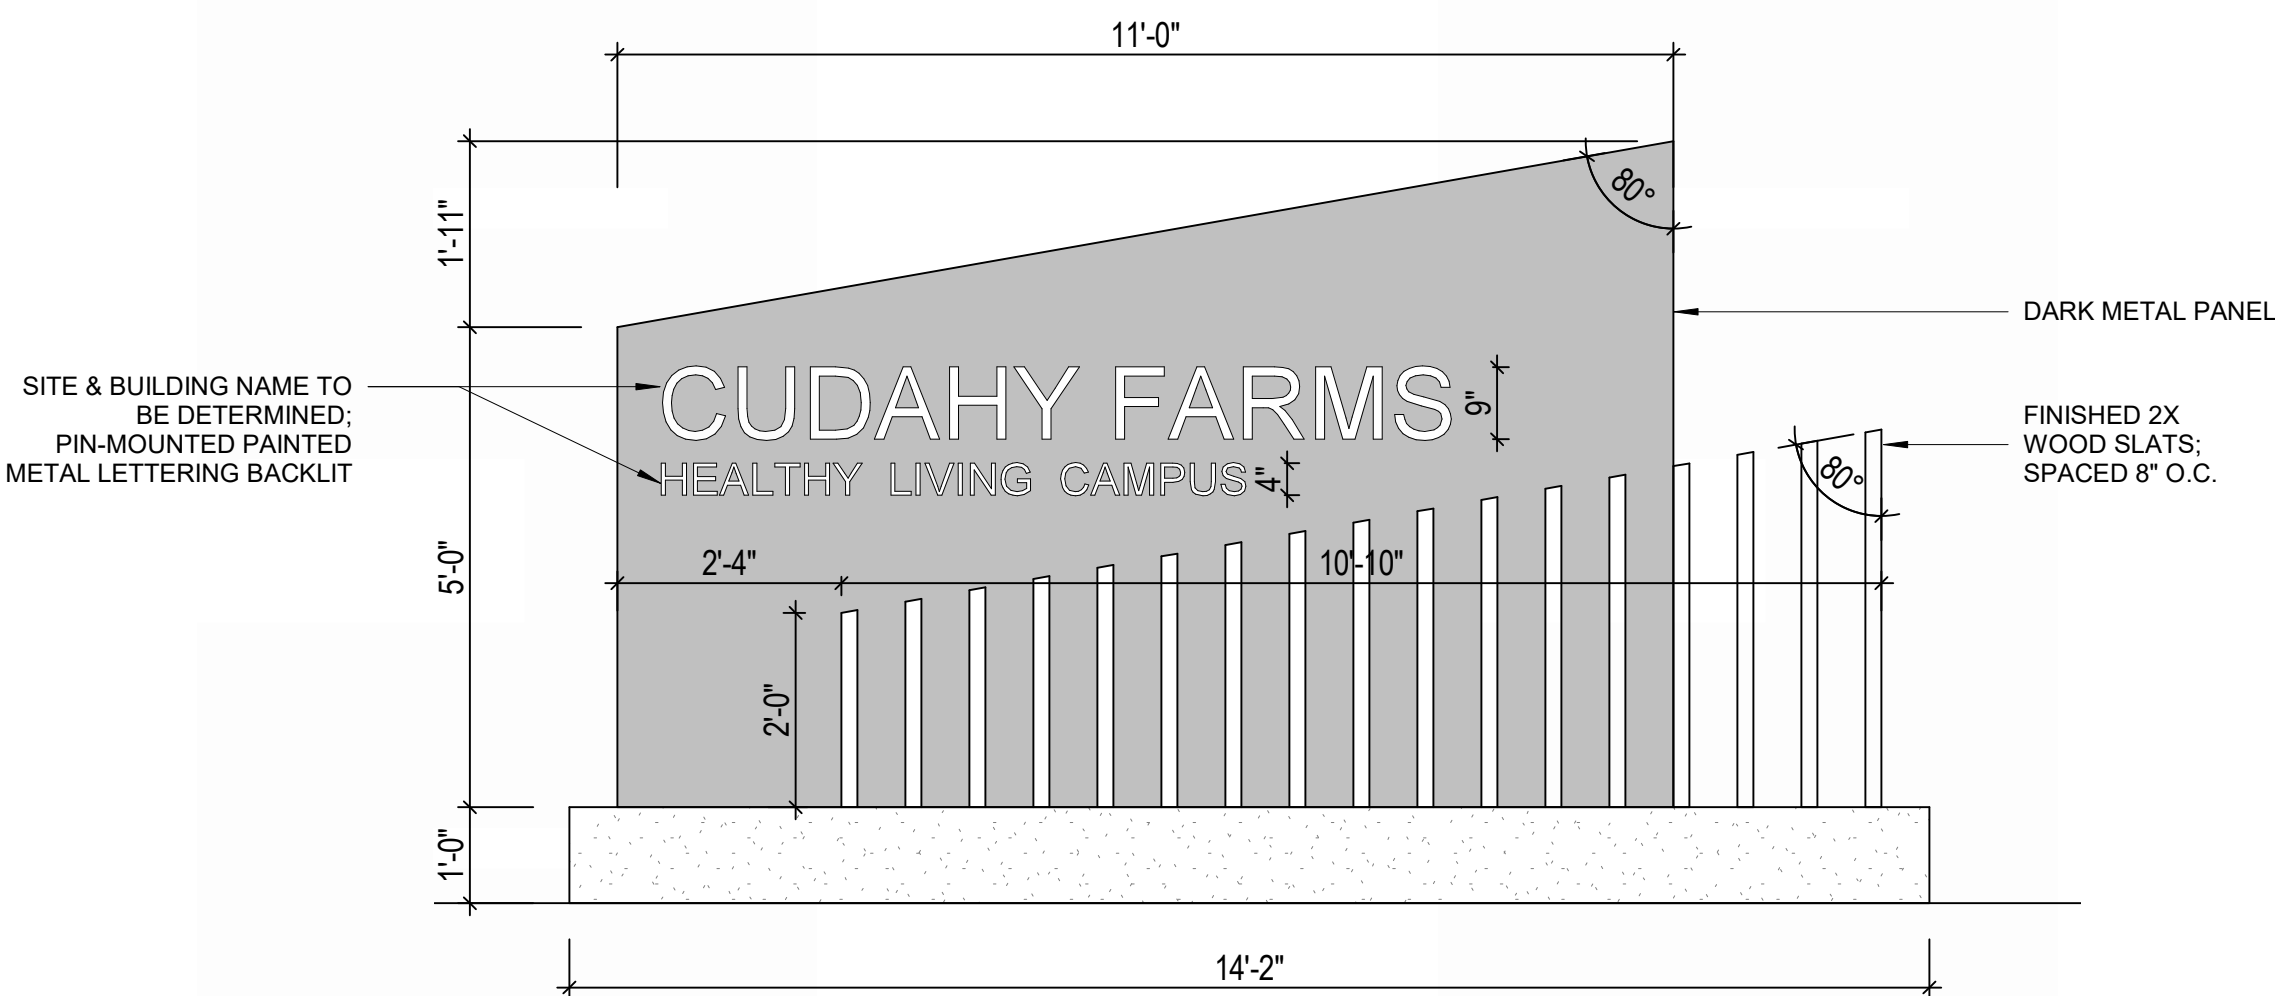 11'-0"
80°
1'-11"
DARK METAL PANEL
SITE & BUILDING NAME TO
BE DETERMINED;
PIN-MOUNTED PAINTED
METAL LETTERING BACKLIT
CUDAHY FARMS
9"
HEALTHY LIVING CAMPUS
4"
FINISHED 2X
WOOD SLATS;
SPACED 8" O.C.
80°
5'-0"
2'-4"
10'-10"
2'-0"
1'-0"
14'-2"